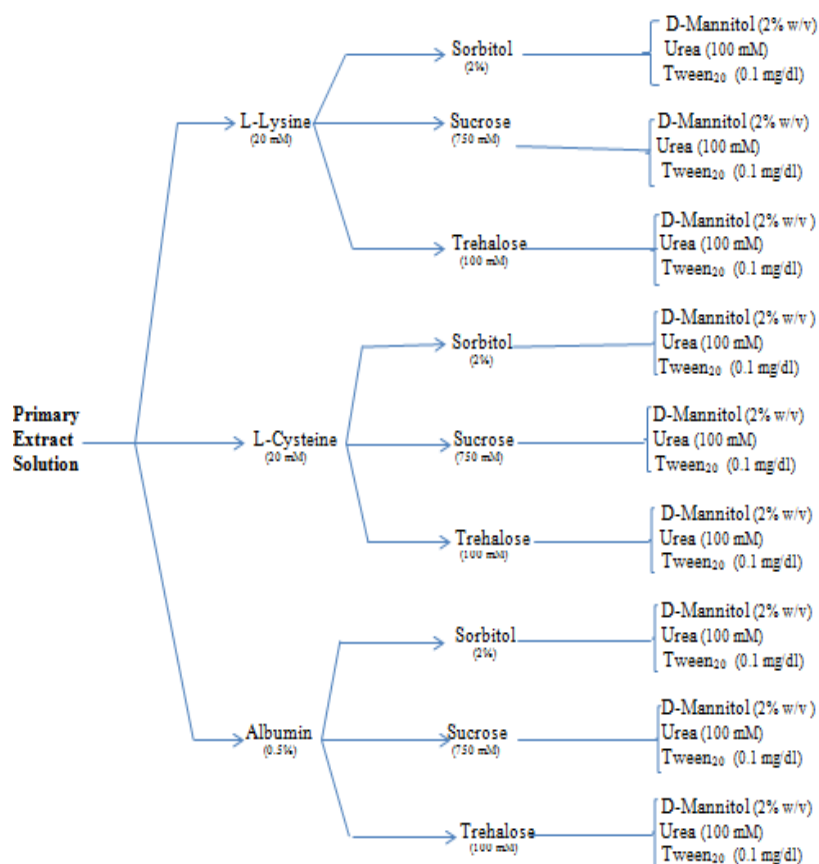 D-Mannitol (2% w/v)
Sorbitol
Urea (100 mM)
(2%)
Tween₂₀ (0.1 mg/dl)
L-Lysine
(20 mM)
Sucrose
(750 mM)
D-Mannitol (2% w/v)
Urea (100 mM)
Tween₂₀ (0.1 mg/dl)
Trehalose
(100 mM)
D-Mannitol (2% w/v)
Urea (100 mM)
Tween₂₀ (0.1 mg/dl)
Sorbitol
(2%)
D-Mannitol (2% w/v)
Urea (100 mM)
Tween₂₀ (0.1 mg/dl)
Primary
Extract
Solution
L-Cysteine
(20 mM)
Sucrose
(750 mM)
D-Mannitol (2% w/v)
Urea (100 mM)
Tween₂₀ (0.1 mg/dl)
Trehalose
(100 mM)
D-Mannitol (2% w/v)
Urea (100 mM)
Tween₂₀ (0.1 mg/dl)
Sorbitol
(2%)
D-Mannitol (2% w/v)
Urea (100 mM)
Tween₂₀ (0.1 mg/dl)
Albumin
(0.5%)
Sucrose
(750 mM)
D-Mannitol (2% w/v)
Urea (100 mM)
Tween₂₀ (0.1 mg/dl)
Trehalose
(100 mM)
D-Mannitol (2% w/v)
Urea (100 mM)
Tween₂₀ (0.1 mg/dl)